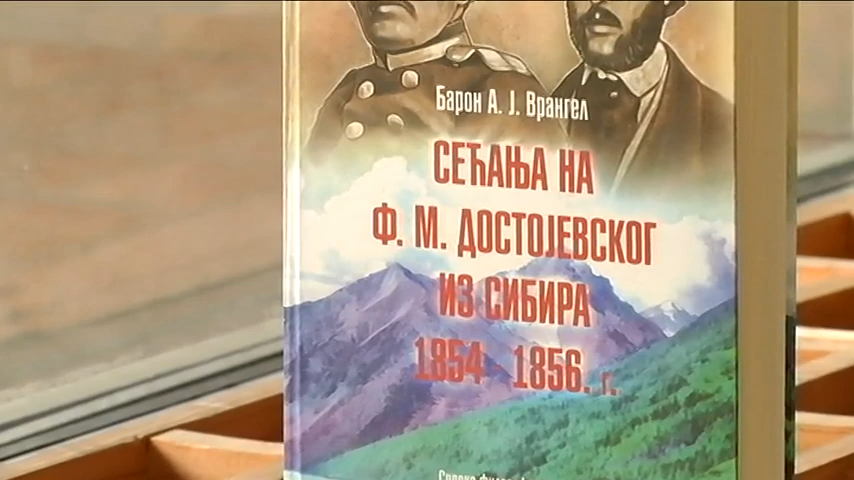 Барон А. Ј. Врангел
СЕЋАЊА НА
Ф. М. ДОСТОЈЕВСКОГ
ИЗ СИБИРА
1854 - 1856. г.